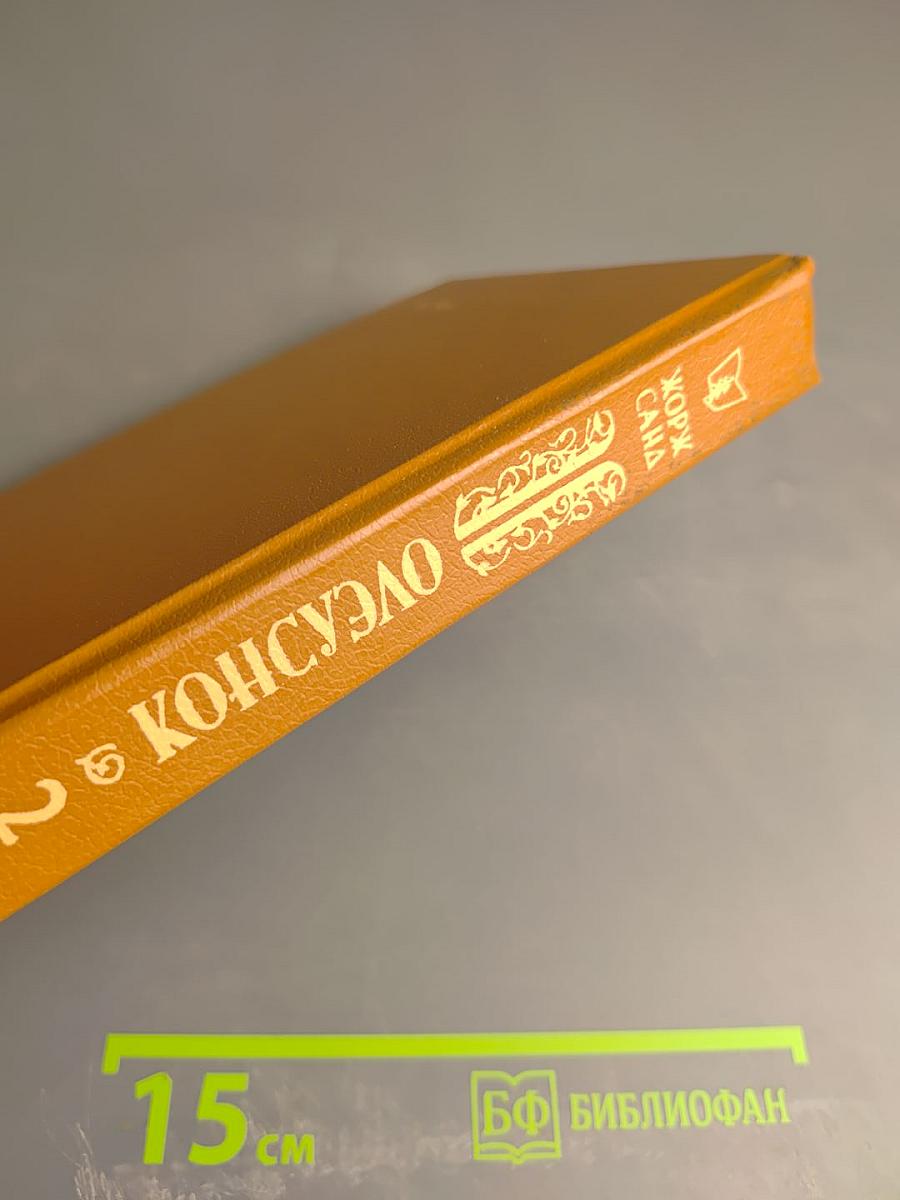 ЖОРЖ
САНД
КОНСУЭЛО
2
15 см
БФ БИБЛИОФАН